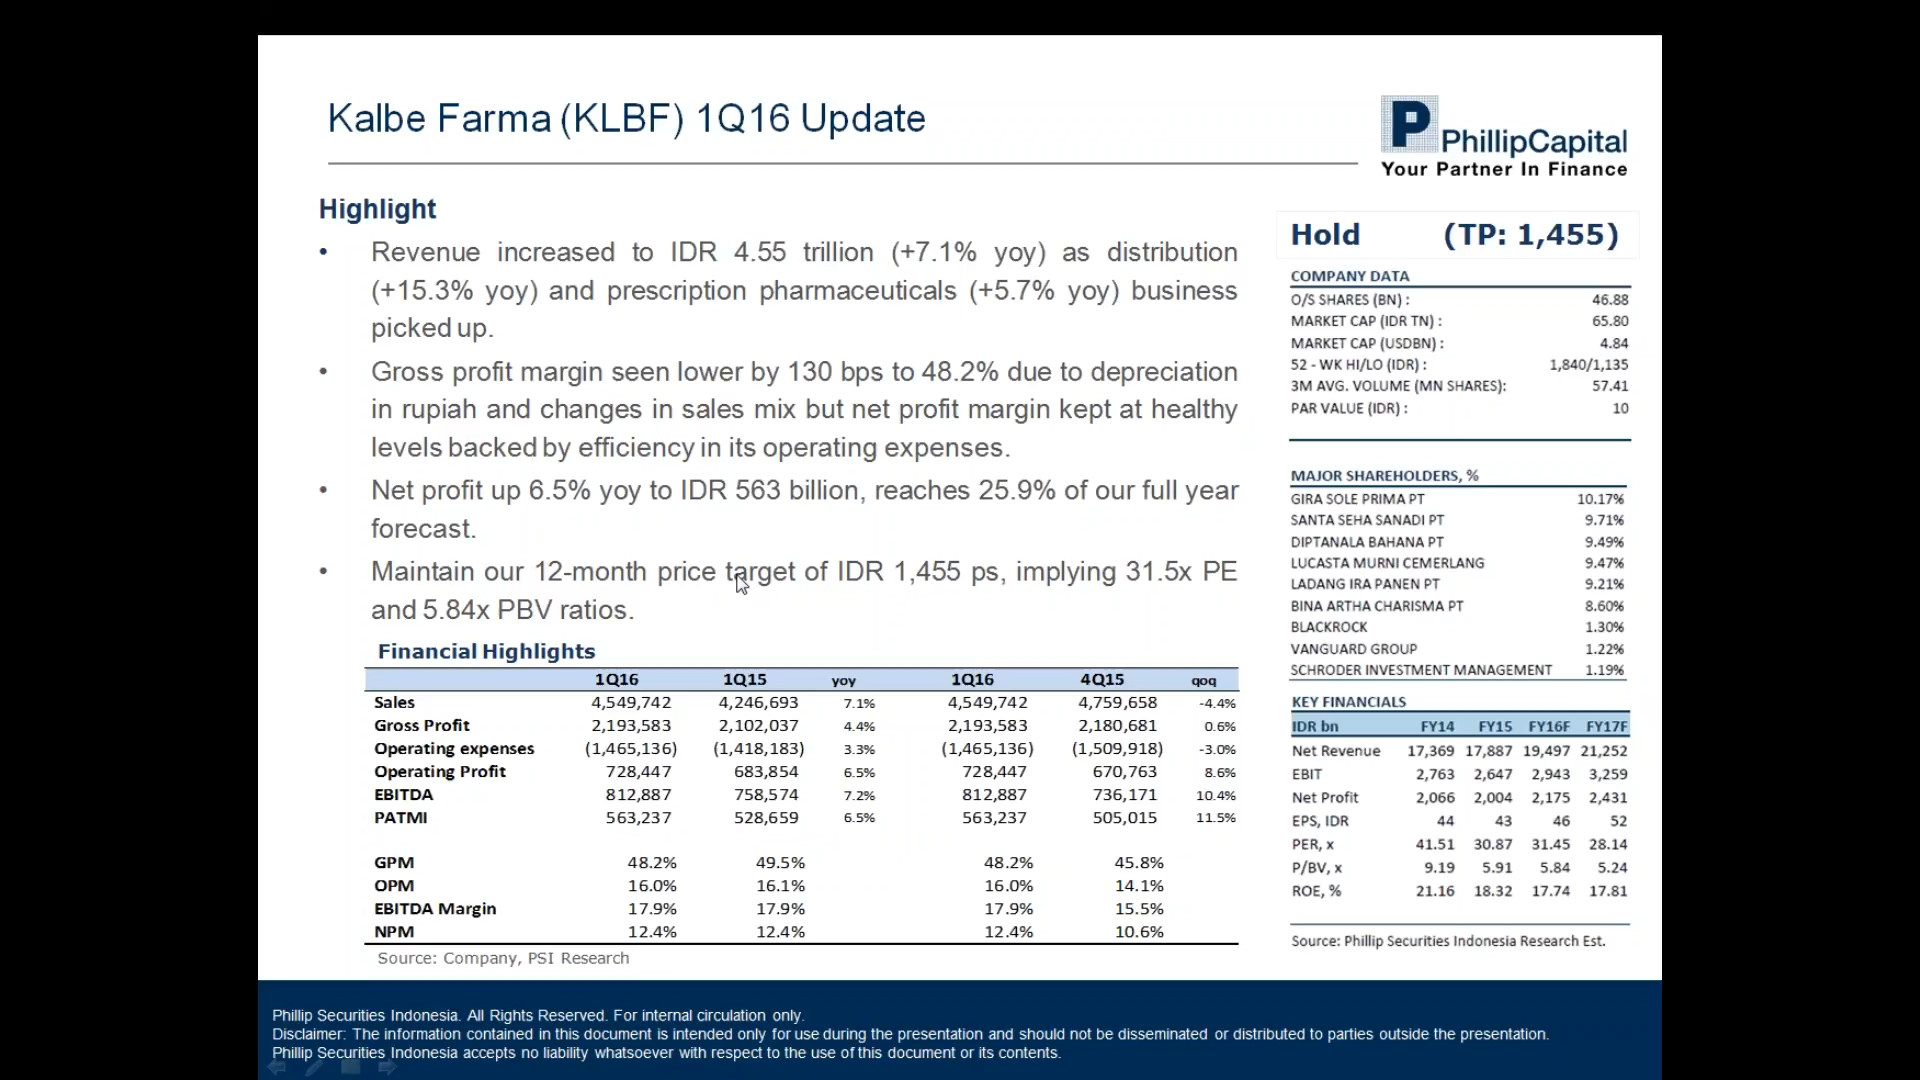 Kalbe Farma (KLBF) 1Q16 Update
P PhillipCapital
Your Partner In Finance
Highlight
• Revenue increased to IDR 4.55 trillion (+7.1% yoy) as distribution
(+15.3% yoy) and prescription pharmaceuticals (+5.7% yoy) business
picked up.
• Gross profit margin seen lower by 130 bps to 48.2% due to depreciation
in rupiah and changes in sales mix but net profit margin kept at healthy
levels backed by efficiency in its operating expenses.
• Net profit up 6.5% yoy to IDR 563 billion, reaches 25.9% of our full year
forecast.
• Maintain our 12-month price target of IDR 1,455 ps, implying 31.5x PE
and 5.84x PBV ratios.
Financial Highlights
1Q16 1Q15 yoy 1Q16 4Q15 qoq
Sales 4,549,742 4,246,693 7.1% 4,549,742 4,759,658 -4.4%
Gross Profit 2,193,583 2,102,037 4.4% 2,193,583 2,180,681 0.6%
Operating expenses (1,465,136) (1,418,183) 3.3% (1,465,136) (1,509,918) -3.0%
Operating Profit 728,447 683,854 6.5% 728,447 670,763 8.6%
EBITDA 812,887 758,574 7.2% 812,887 736,171 10.4%
PATMI 563,237 528,659 6.5% 563,237 505,015 11.5%
GPM 48.2% 49.5% 48.2% 45.8%
OPM 16.0% 16.1% 16.0% 14.1%
EBITDA Margin 17.9% 17.9% 17.9% 15.5%
NPM 12.4% 12.4% 12.4% 10.6%
Source: Company, PSI Research
Hold (TP: 1,455)
COMPANY DATA
O/S SHARES (BN) : 46.88
MARKET CAP (IDR TN) : 65.80
MARKET CAP (USDBN) : 4.84
52 - WK HI/LO (IDR) : 1,840/1,135
3M AVG. VOLUME (MN SHARES): 57.41
PAR VALUE (IDR) : 10
MAJOR SHAREHOLDERS, %
GIRA SOLE PRIMA PT 10.17%
SANTA SEHA SANADI PT 9.71%
DIPTANALA BAHANA PT 9.49%
LUCASTA MURNI CEMERLANG 9.47%
LADANG IRA PANEN PT 9.21%
BINA ARTHA CHARISMA PT 8.60%
BLACKROCK 1.30%
VANGUARD GROUP 1.22%
SCHRODER INVESTMENT MANAGEMENT 1.19%
KEY FINANCIALS
IDR bn FY14 FY15 FY16F FY17F
Net Revenue 17,369 17,887 19,497 21,252
EBIT 2,763 2,647 2,943 3,259
Net Profit 2,066 2,004 2,175 2,431
EPS, IDR 44 43 46 52
PER, x 41.51 30.87 31.45 28.14
P/BV, x 9.19 5.91 5.84 5.24
ROE, % 21.16 18.32 17.74 17.81
Source: Phillip Securities Indonesia Research Est.
Phillip Securities Indonesia. All Rights Reserved. For internal circulation only.
Disclaimer: The information contained in this document is intended only for use during the presentation and should not be disseminated or distributed to parties outside the presentation.
Phillip Securities Indonesia accepts no liability whatsoever with respect to the use of this document or its contents.